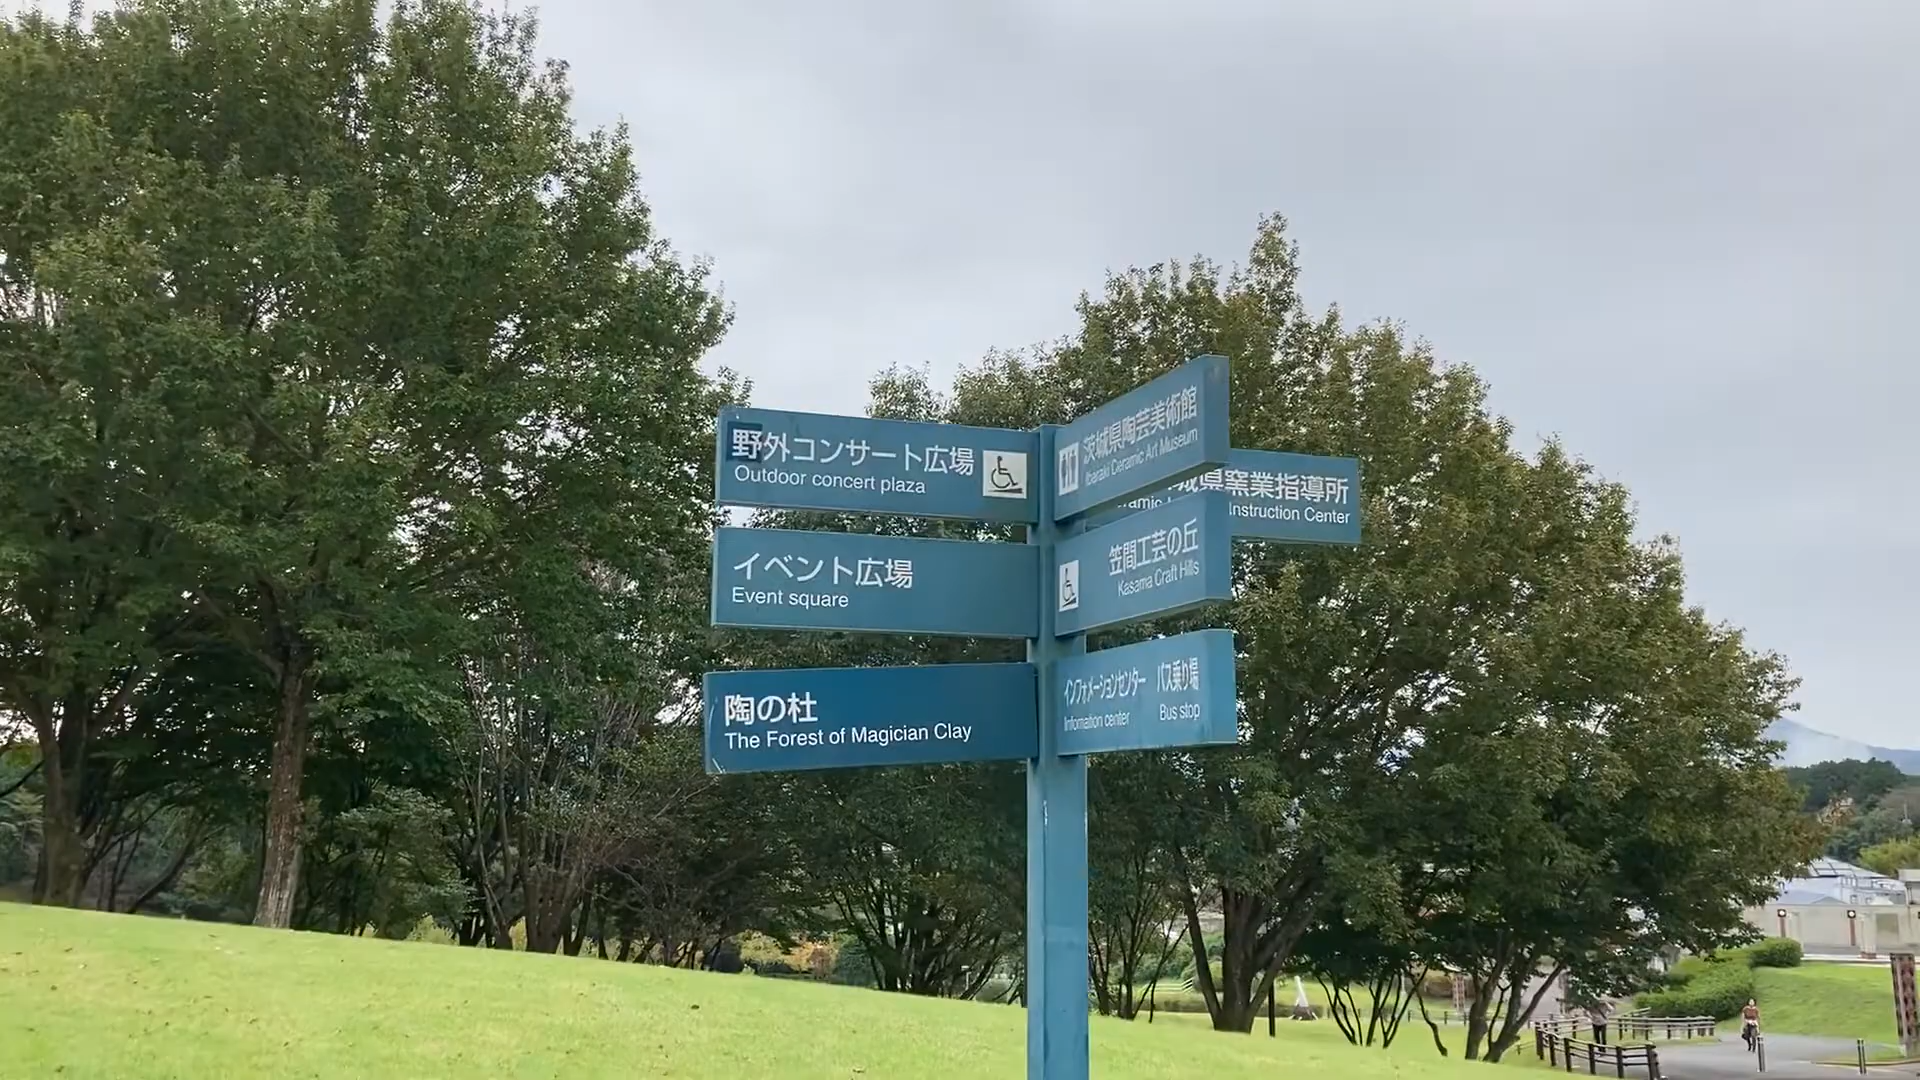 野外コンサート広場
Outdoor concert plaza
イベント広場
Event square
陶の杜
The Forest of Magician Clay
茨城県陶芸美術館
Ibaraki Ceramic Art Museum
城県窯業指導所
Instruction Center
笠間工芸の丘
Kasama Craft Hills
インフォメーションセンター バス乗り場
Infomation center Bus stop